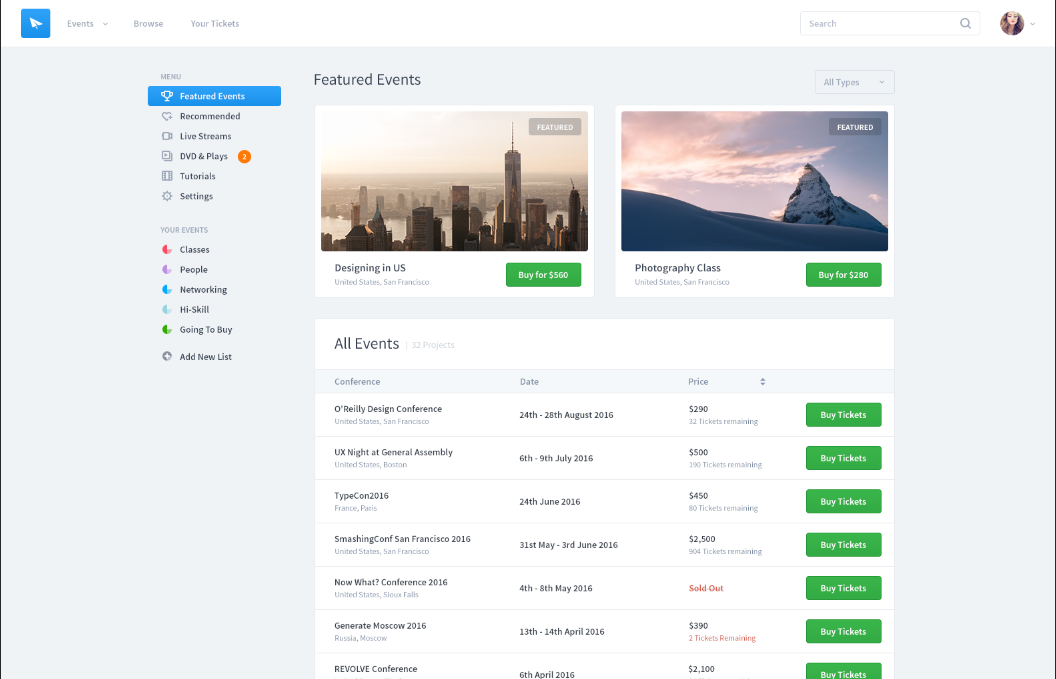 Events
Browse
Your Tickets
Search
MENU
Featured Events
Recommended
Live Streams
DVD & Plays 2
Tutorials
Settings
YOUR EVENTS
Classes
People
Networking
Hi-Skill
Going To Buy
Add New List
Featured Events
All Types
FEATURED
Designing in US
United States, San Francisco
Buy for $560
FEATURED
Photography Class
United States, San Francisco
Buy for $280
All Events | 32 Projects
Conference Date Price
O'Reilly Design Conference
United States, San Francisco
24th - 28th August 2016
$290
32 Tickets remaining
Buy Tickets
UX Night at General Assembly
United States, Boston
6th - 9th July 2016
$500
190 Tickets remaining
Buy Tickets
TypeCon2016
France, Paris
24th June 2016
$450
80 Tickets remaining
Buy Tickets
SmashingConf San Francisco 2016
United States, San Francisco
31st May - 3rd June 2016
$2,500
904 Tickets remaining
Buy Tickets
Now What? Conference 2016
United States, Sioux Falls
4th - 8th May 2016
Sold Out
Buy Tickets
Generate Moscow 2016
Russia, Moscow
13th - 14th April 2016
$390
2 Tickets Remaining
Buy Tickets
REVOLVE Conference
6th April 2016
$2,100
Buy Tickets